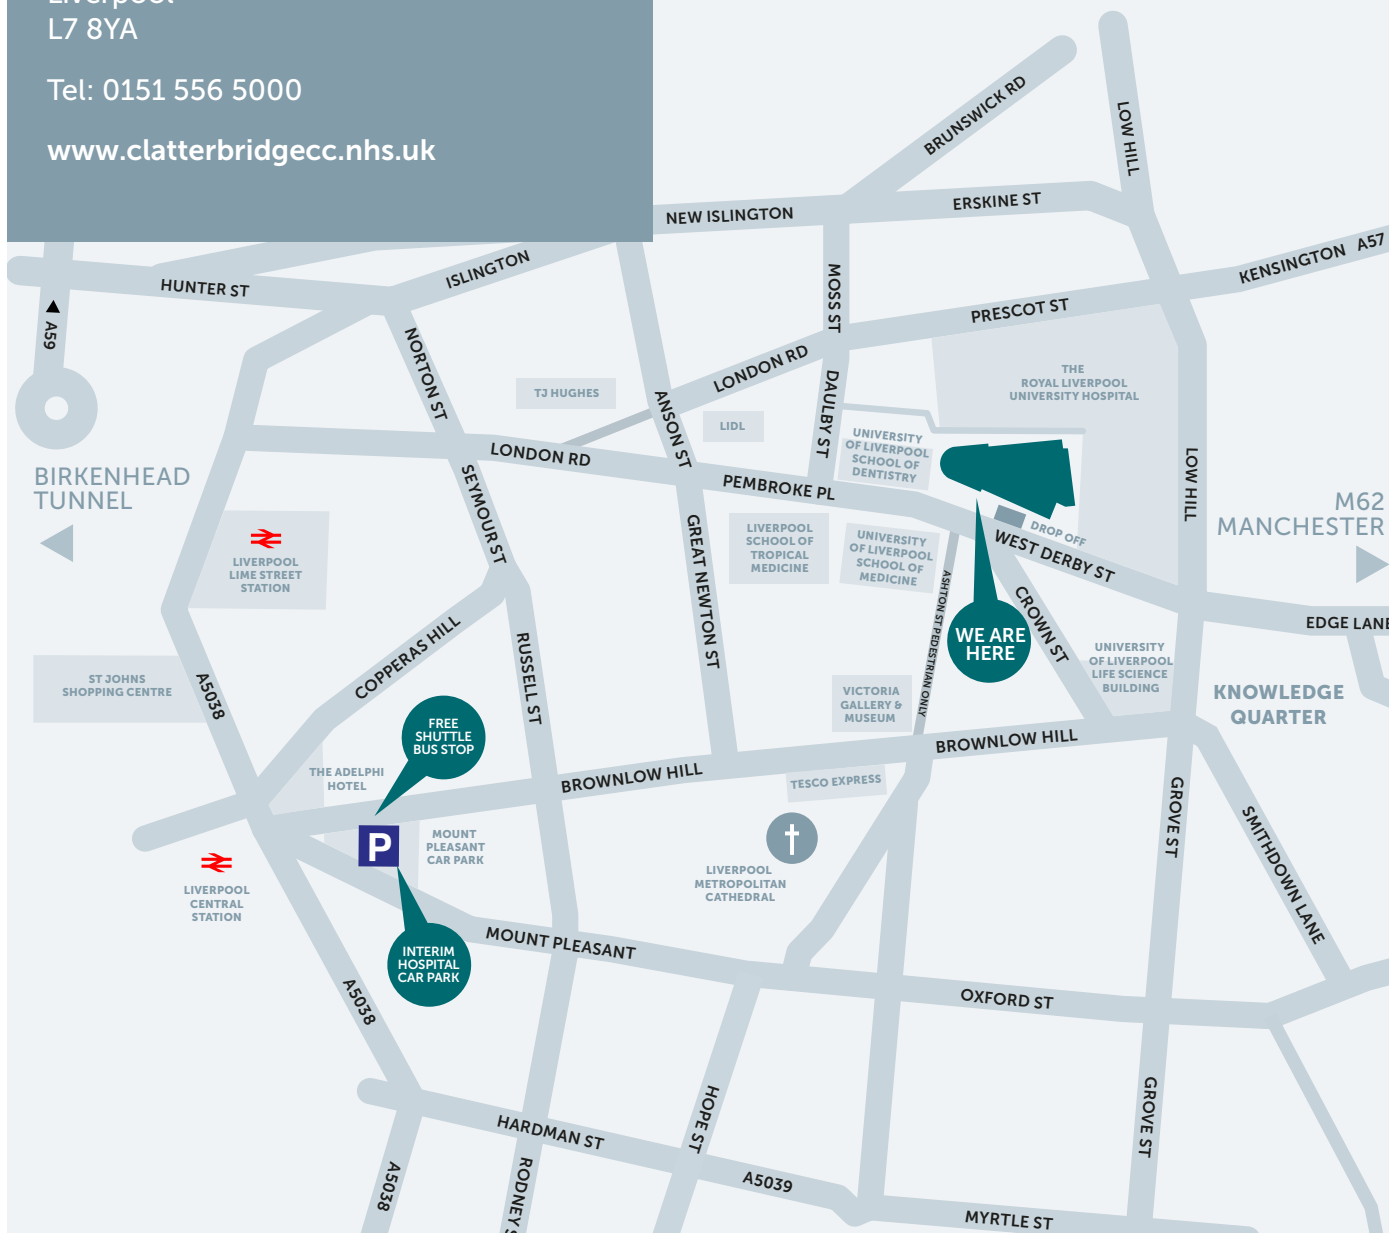 Liverpool
L7 8YA
Tel: 0151 556 5000
www.clatterbridgecc.nhs.uk
BRUNSWICK RD
LOW HILL
NEW ISLINGTON
ERSKINE ST
KENSINGTON A57
ISLINGTON
HUNTER ST
A59
MOSS ST
PRESCOT ST
NORTON ST
LONDON RD
THE
ROYAL LIVERPOOL
UNIVERSITY HOSPITAL
TJ HUGHES
ANSON ST
LIDL
DAULBY ST
UNIVERSITY
OF LIVERPOOL
SCHOOL OF
DENTISTRY
LONDON RD
BIRKENHEAD
TUNNEL
SEYMOUR ST
PEMBROKE PL
LOW HILL
M62
MANCHESTER
GREAT NEWTON ST
LIVERPOOL
SCHOOL OF
TROPICAL
MEDICINE
UNIVERSITY
OF LIVERPOOL
SCHOOL OF
MEDICINE
DROP OFF
WEST DERBY ST
LIVERPOOL
LIME STREET
STATION
ASHTON ST PEDESTRIAN ONLY
CROWN ST
WE ARE
HERE
EDGE LANE
COPPERAS HILL
RUSSELL ST
UNIVERSITY
OF LIVERPOOL
LIFE SCIENCE
BUILDING
ST JOHNS
SHOPPING CENTRE
A5038
VICTORIA
GALLERY &
MUSEUM
KNOWLEDGE
QUARTER
FREE
SHUTTLE
BUS STOP
BROWNLOW HILL
BROWNLOW HILL
THE ADELPHI
HOTEL
TESCO EXPRESS
GROVE ST
SMITHDOWN LANE
P
MOUNT
PLEASANT
CAR PARK
LIVERPOOL
METROPOLITAN
CATHEDRAL
LIVERPOOL
CENTRAL
STATION
INTERIM
HOSPITAL
CAR PARK
MOUNT PLEASANT
A5038
OXFORD ST
HOPE ST
GROVE ST
HARDMAN ST
A5038
RODNEY S
A5039
MYRTLE ST